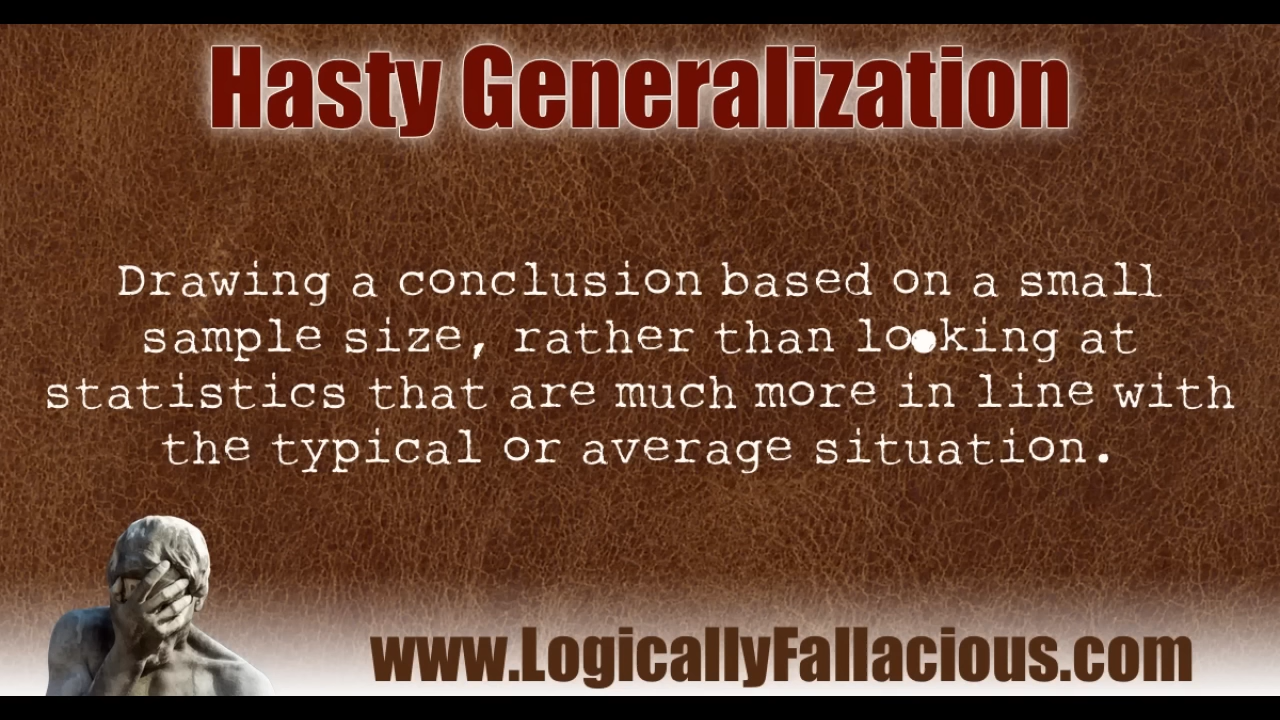 Hasty Generalization
Drawing a conclusion based on a small
sample size, rather than looking at
statistics that are much more in line with
the typical or average situation.
www.LogicallyFallacious.com